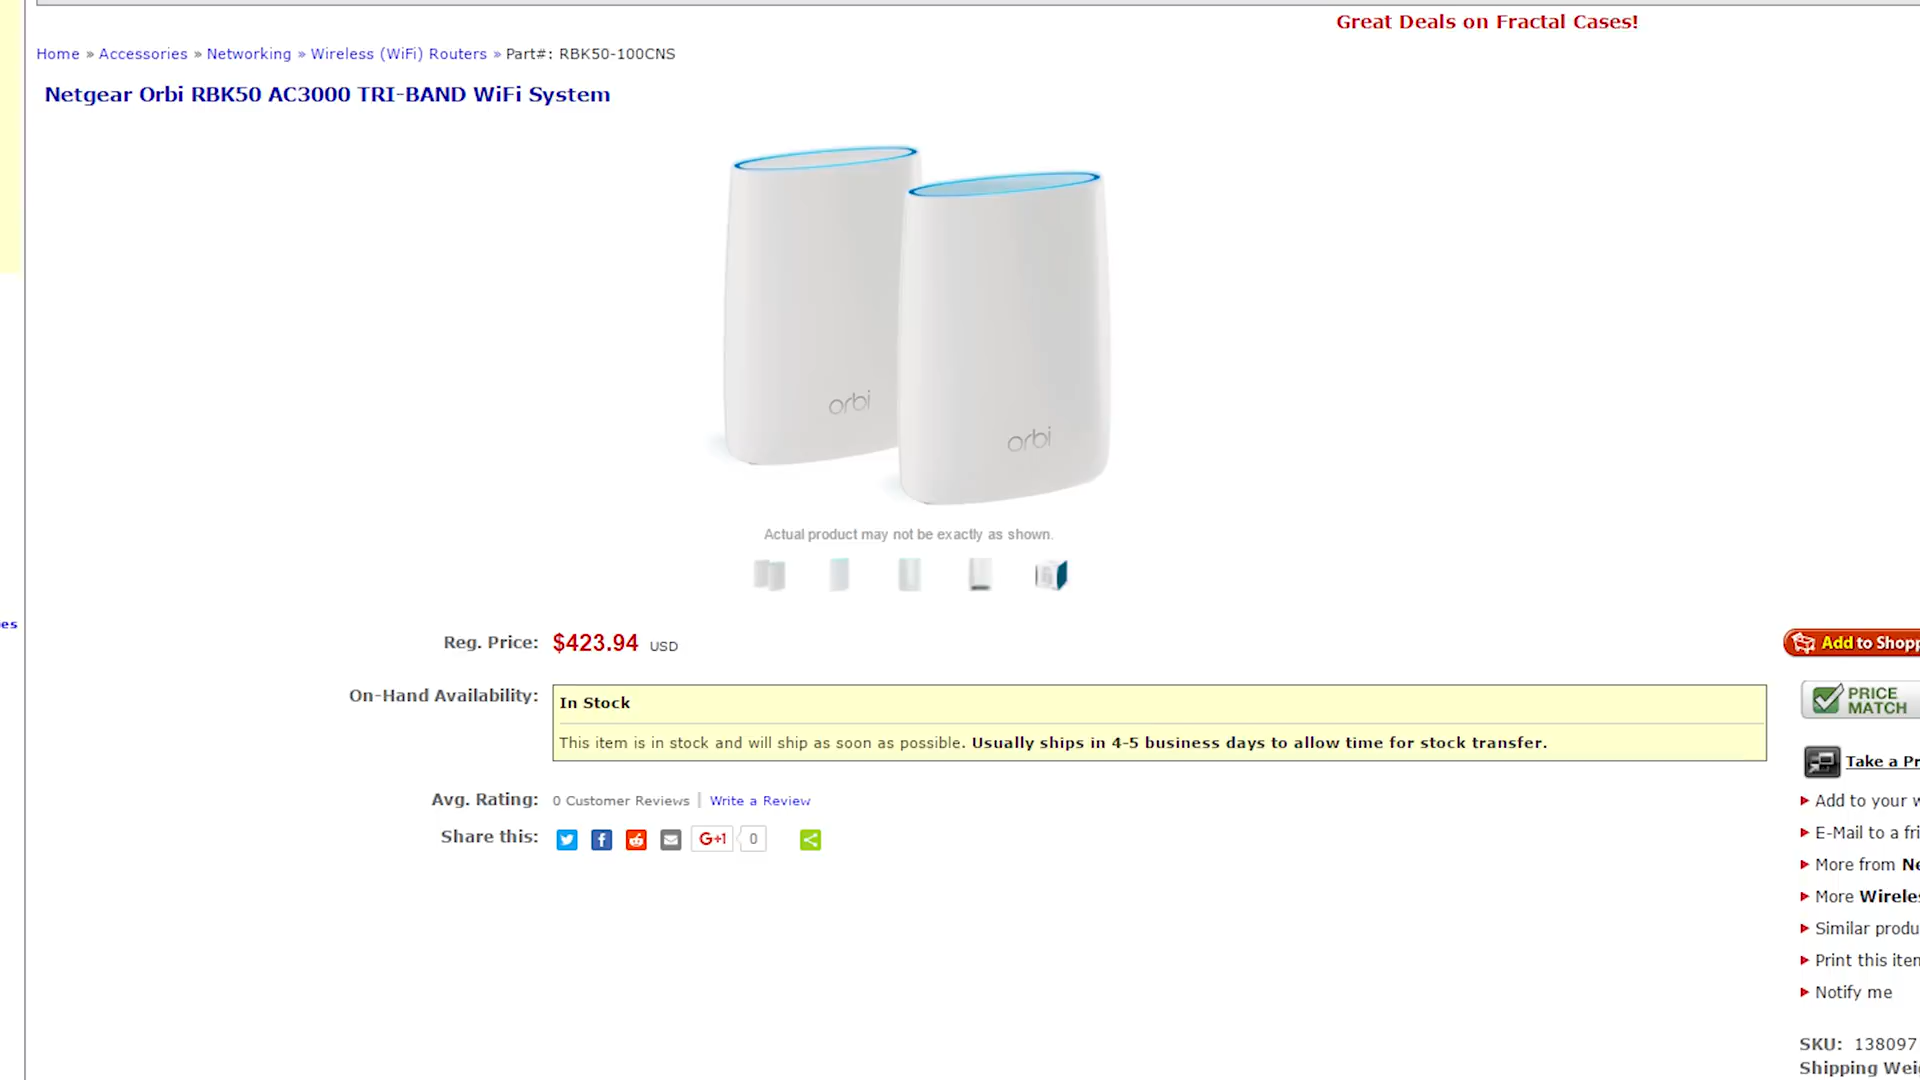 Great Deals on Fractal Cases!
Home » Accessories » Networking » Wireless (WiFi) Routers » Part#: RBK50-100CNS
Netgear Orbi RBK50 AC3000 TRI-BAND WiFi System
orbi
orbi
Actual product may not be exactly as shown.
es
Reg. Price: $423.94 USD
Add to Shopp
On-Hand Availability: In Stock
This item is in stock and will ship as soon as possible. Usually ships in 4-5 business days to allow time for stock transfer.
PRICE
MATCH
Take a Pr
Avg. Rating: 0 Customer Reviews | Write a Review
Share this: G+1 0
Add to your w
E-Mail to a fri
More from Ne
More Wireles
Similar produ
Print this iten
Notify me
SKU: 138097
Shipping Wei